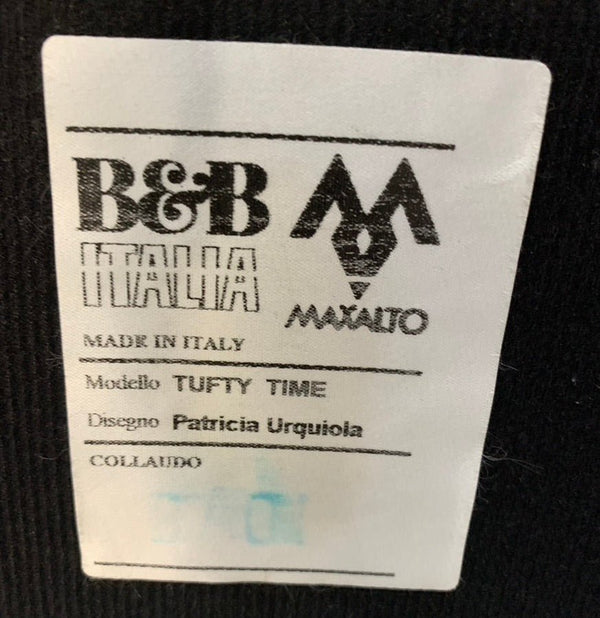 B&B
ITALIA
MAXALTO
MADE IN ITALY
Modello TUFTY TIME
Disegno Patricia Urquiola
COLLAUDO